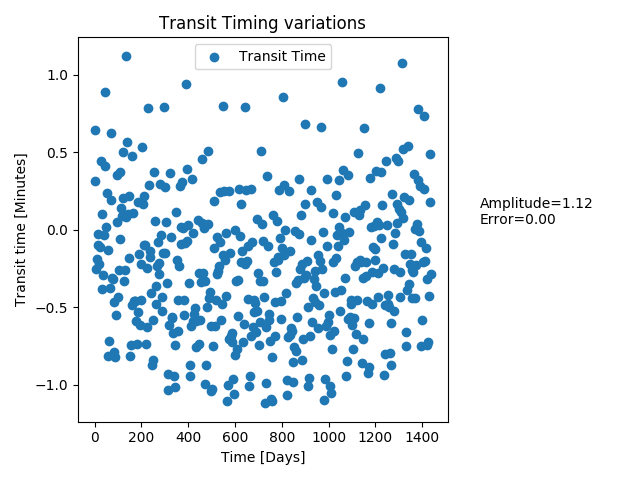 Transit Timing variations
Transit Time
Transit time [Minutes]
1.0
0.5
0.0
−0.5
−1.0
0 200 400 600 800 1000 1200 1400
Time [Days]
Amplitude=1.12
Error=0.00